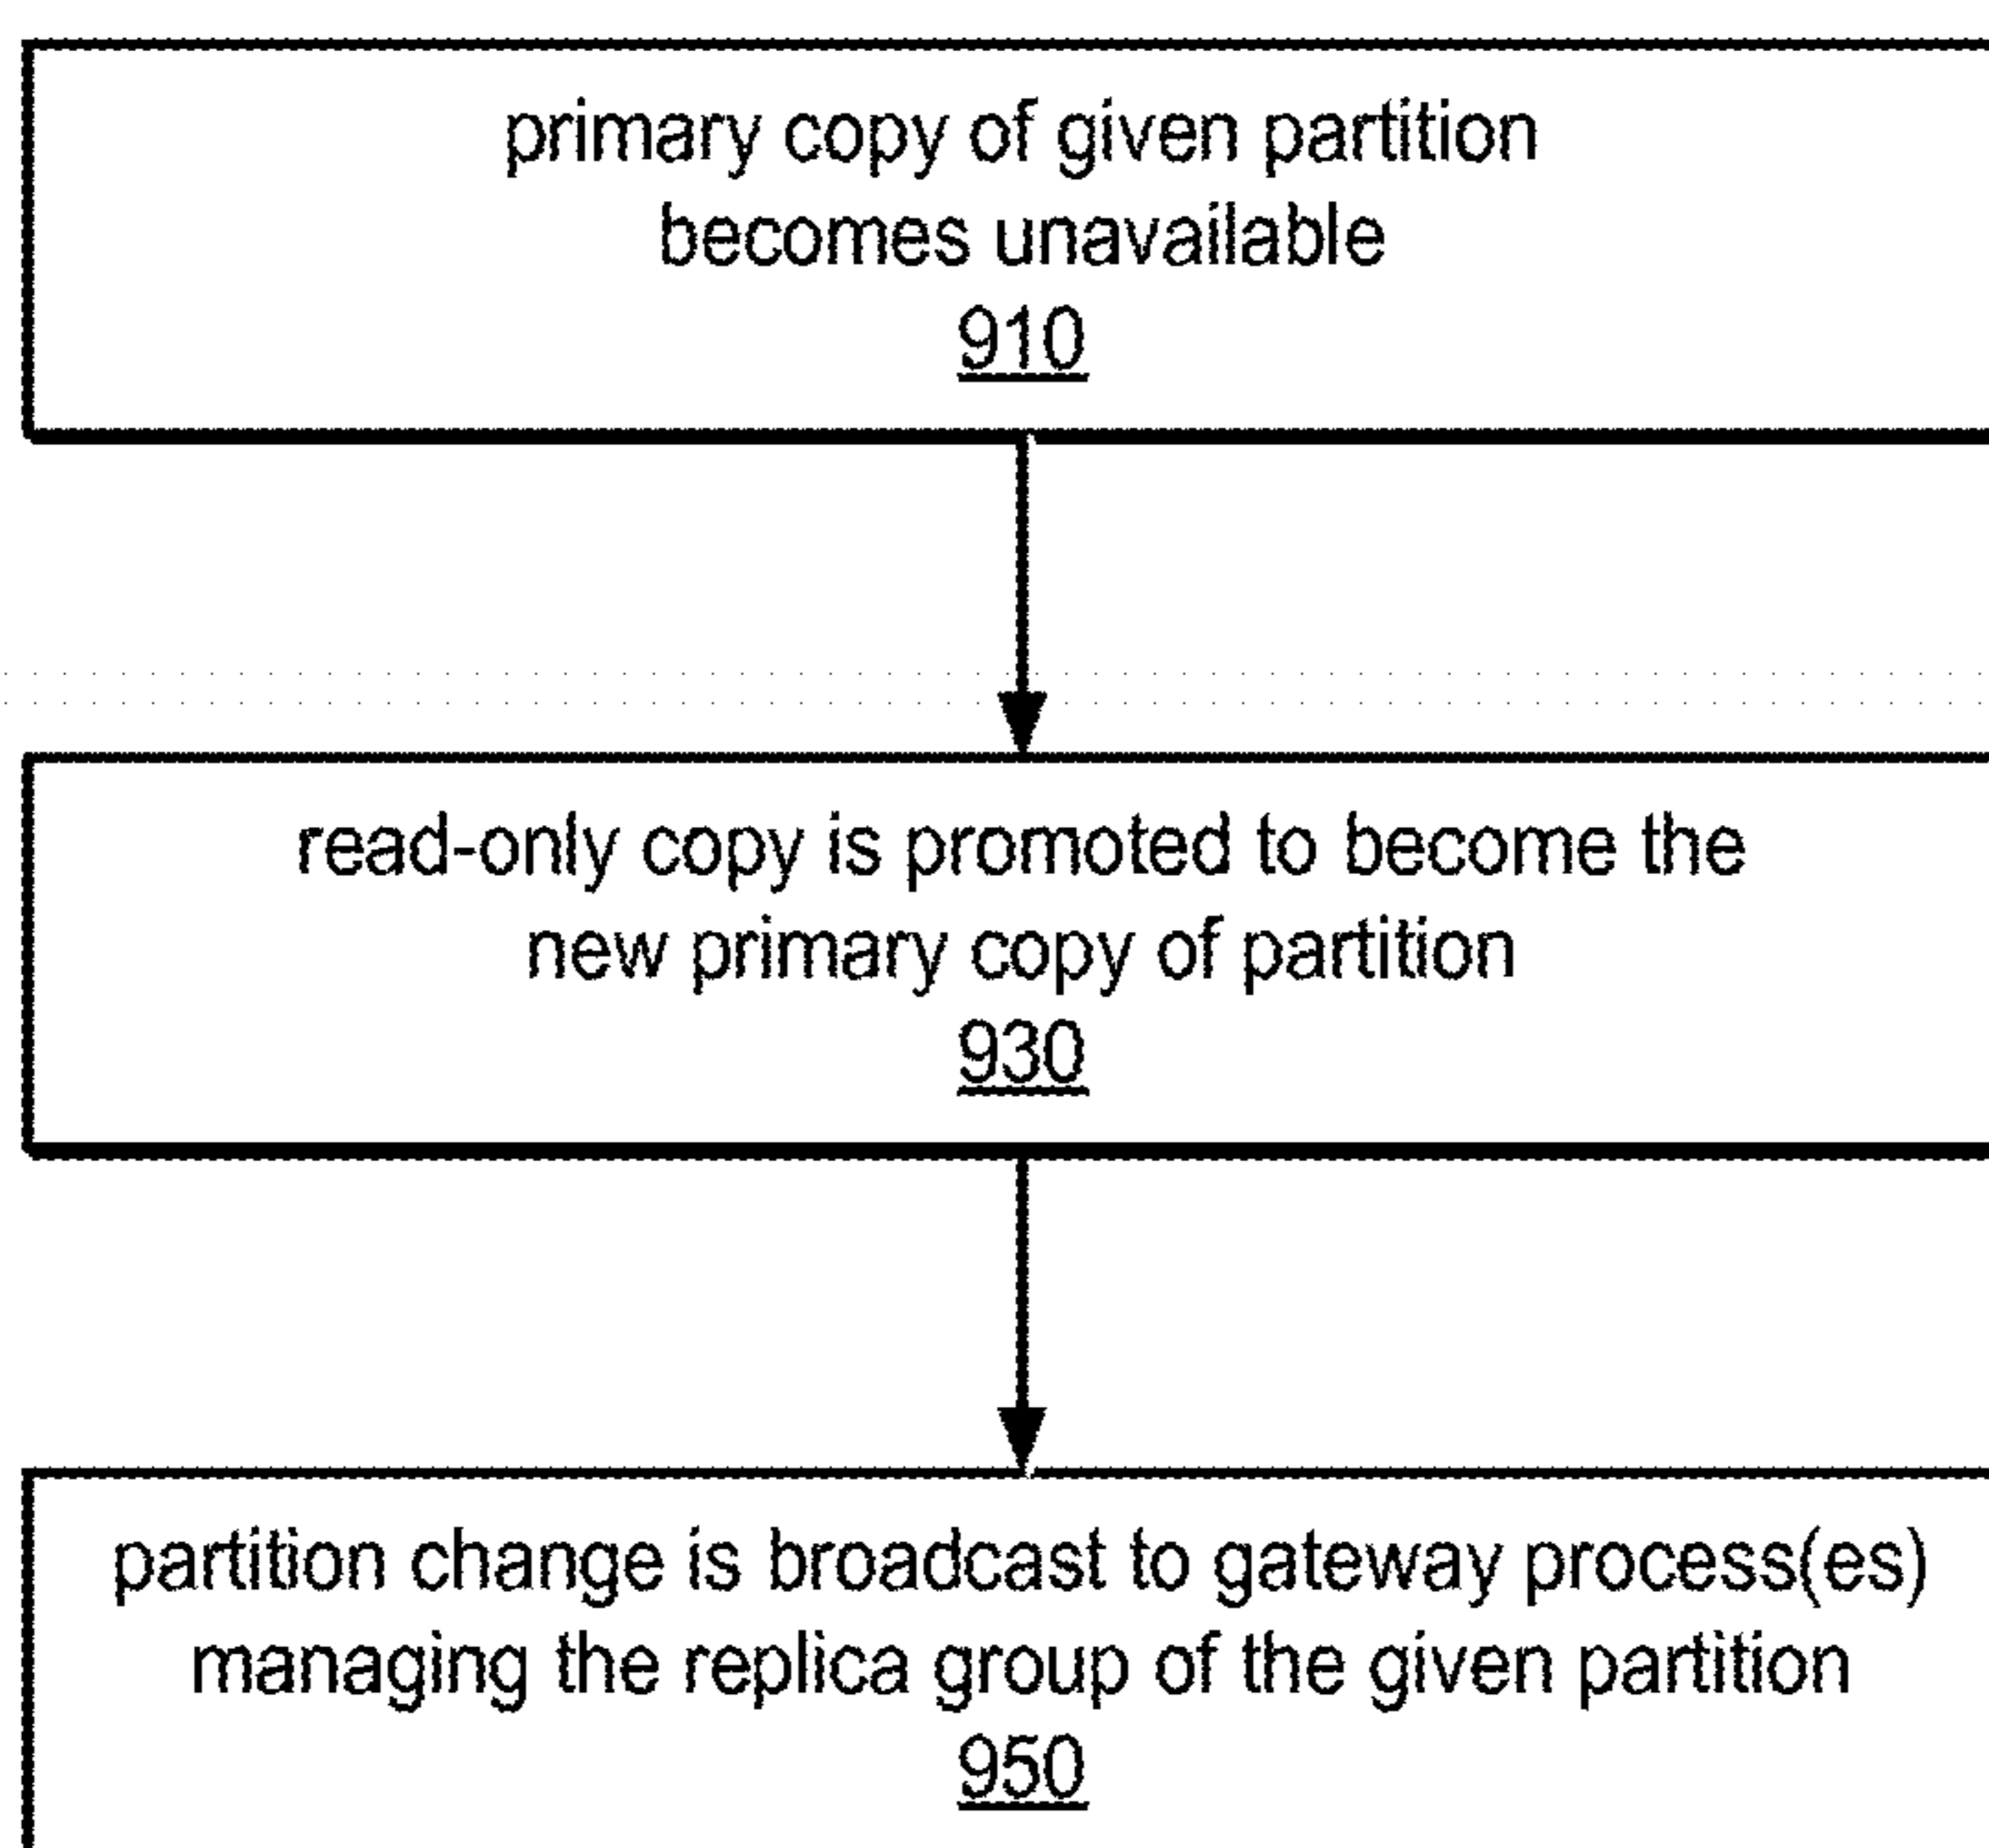 primary copy of given partition
becomes unavailable
910
read-only copy is promoted to become the
new primary copy of partition
930
partition change is broadcast to gateway process(es)
managing the replica group of the given partition
950